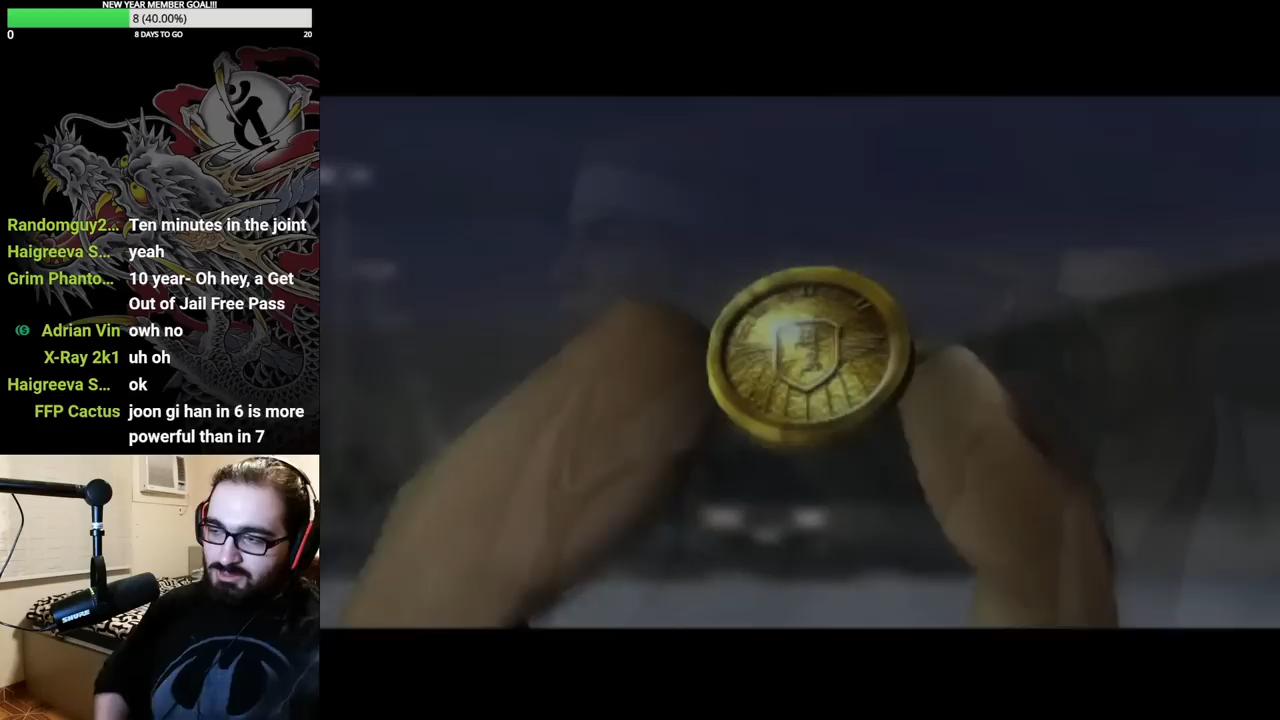 NEW YEAR MEMBER GOAL!!!
8 (40.00%)
0 8 DAYS TO GO 20
Randomguy2... Ten minutes in the joint
Haigreeva S... yeah
Grim Phanto... 10 year- Oh hey, a Get
Out of Jail Free Pass
Adrian Vin owh no
X-Ray 2k1 uh oh
Haigreeva S... ok
FFP Cactus joon gi han in 6 is more
powerful than in 7
SHURE